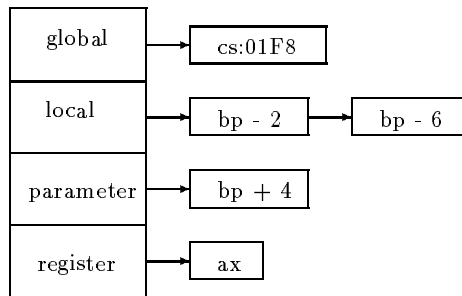 global
cs:01F8
local
bp - 2
bp - 6
parameter
bp + 4
register
ax